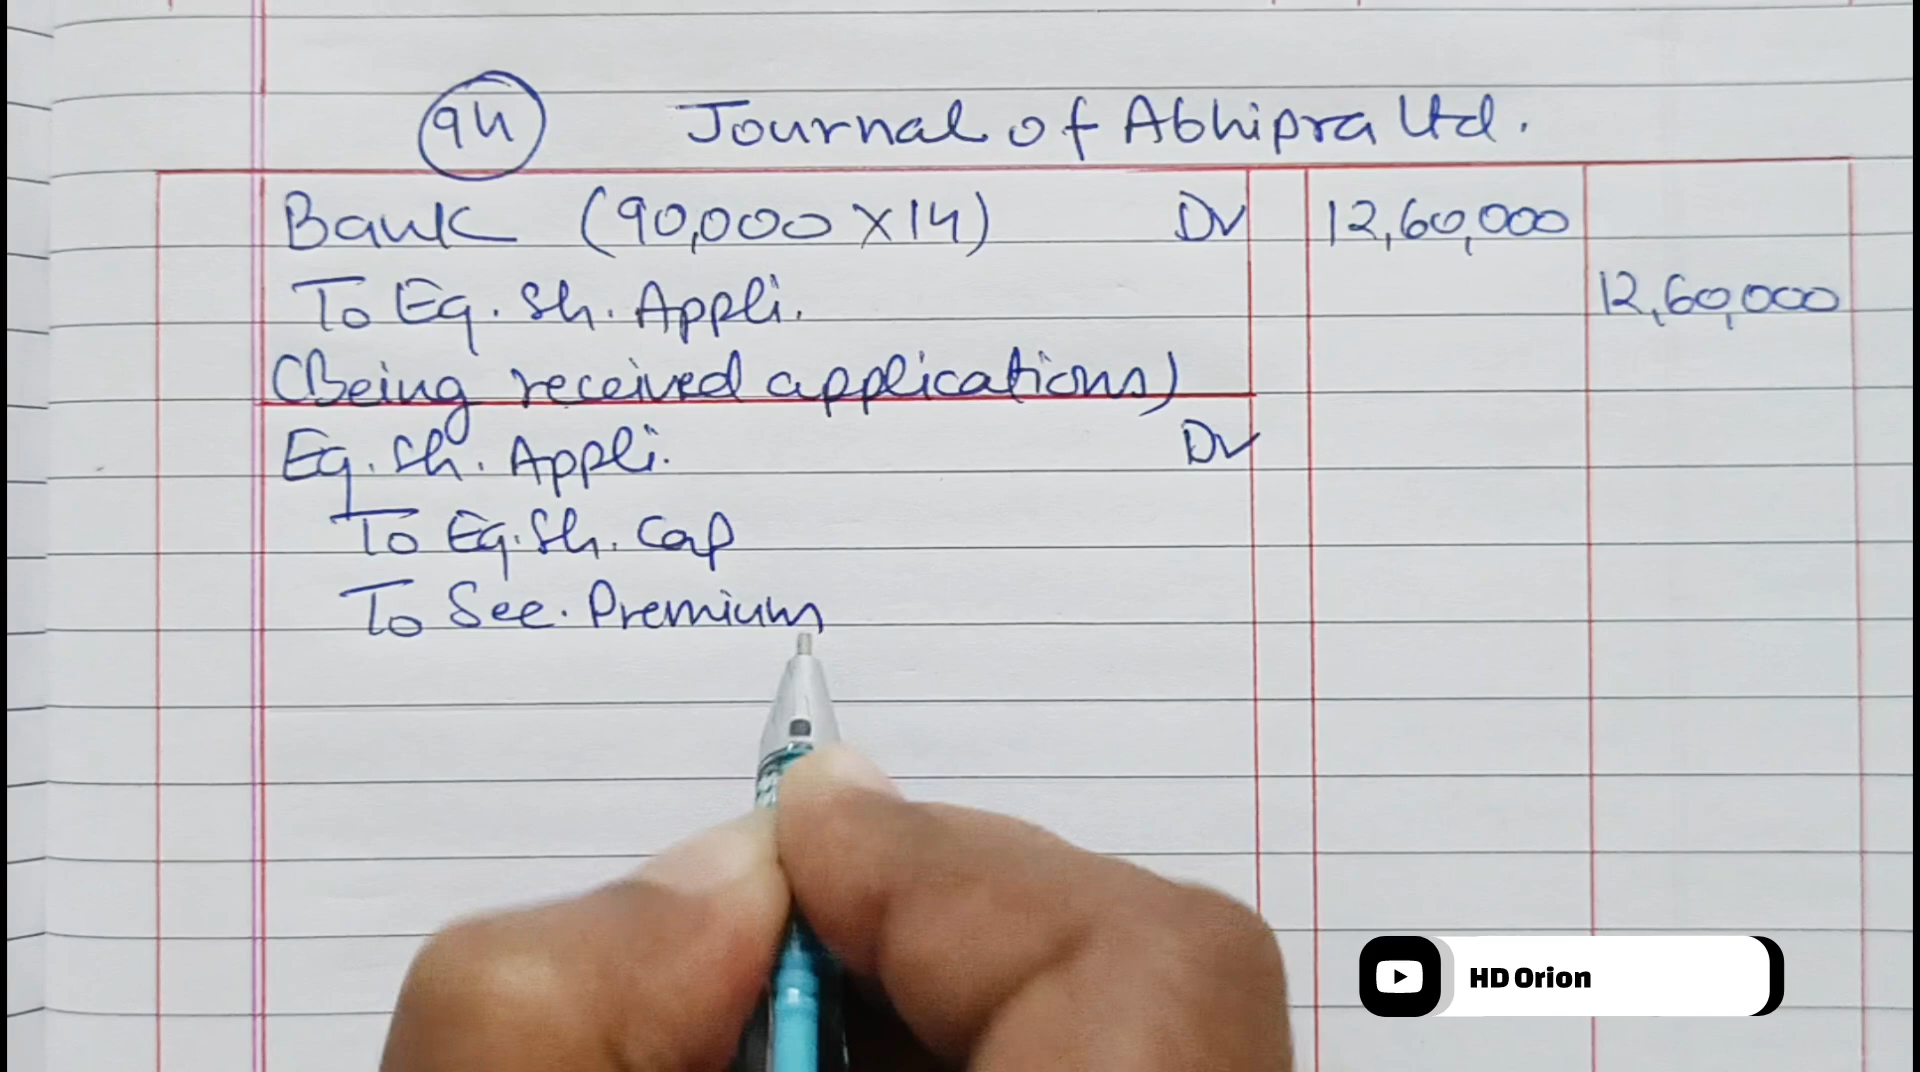 94 Journal of Abhipra Ltd.
Bank (90,000 X 14) Dr 12,60,000
To Eq. Sh. Appli. 12,60,000
(Being received applications)
Eq. Sh. Appli. Dr
To Eq. Sh. Cap
To See. Premium
HD Orion